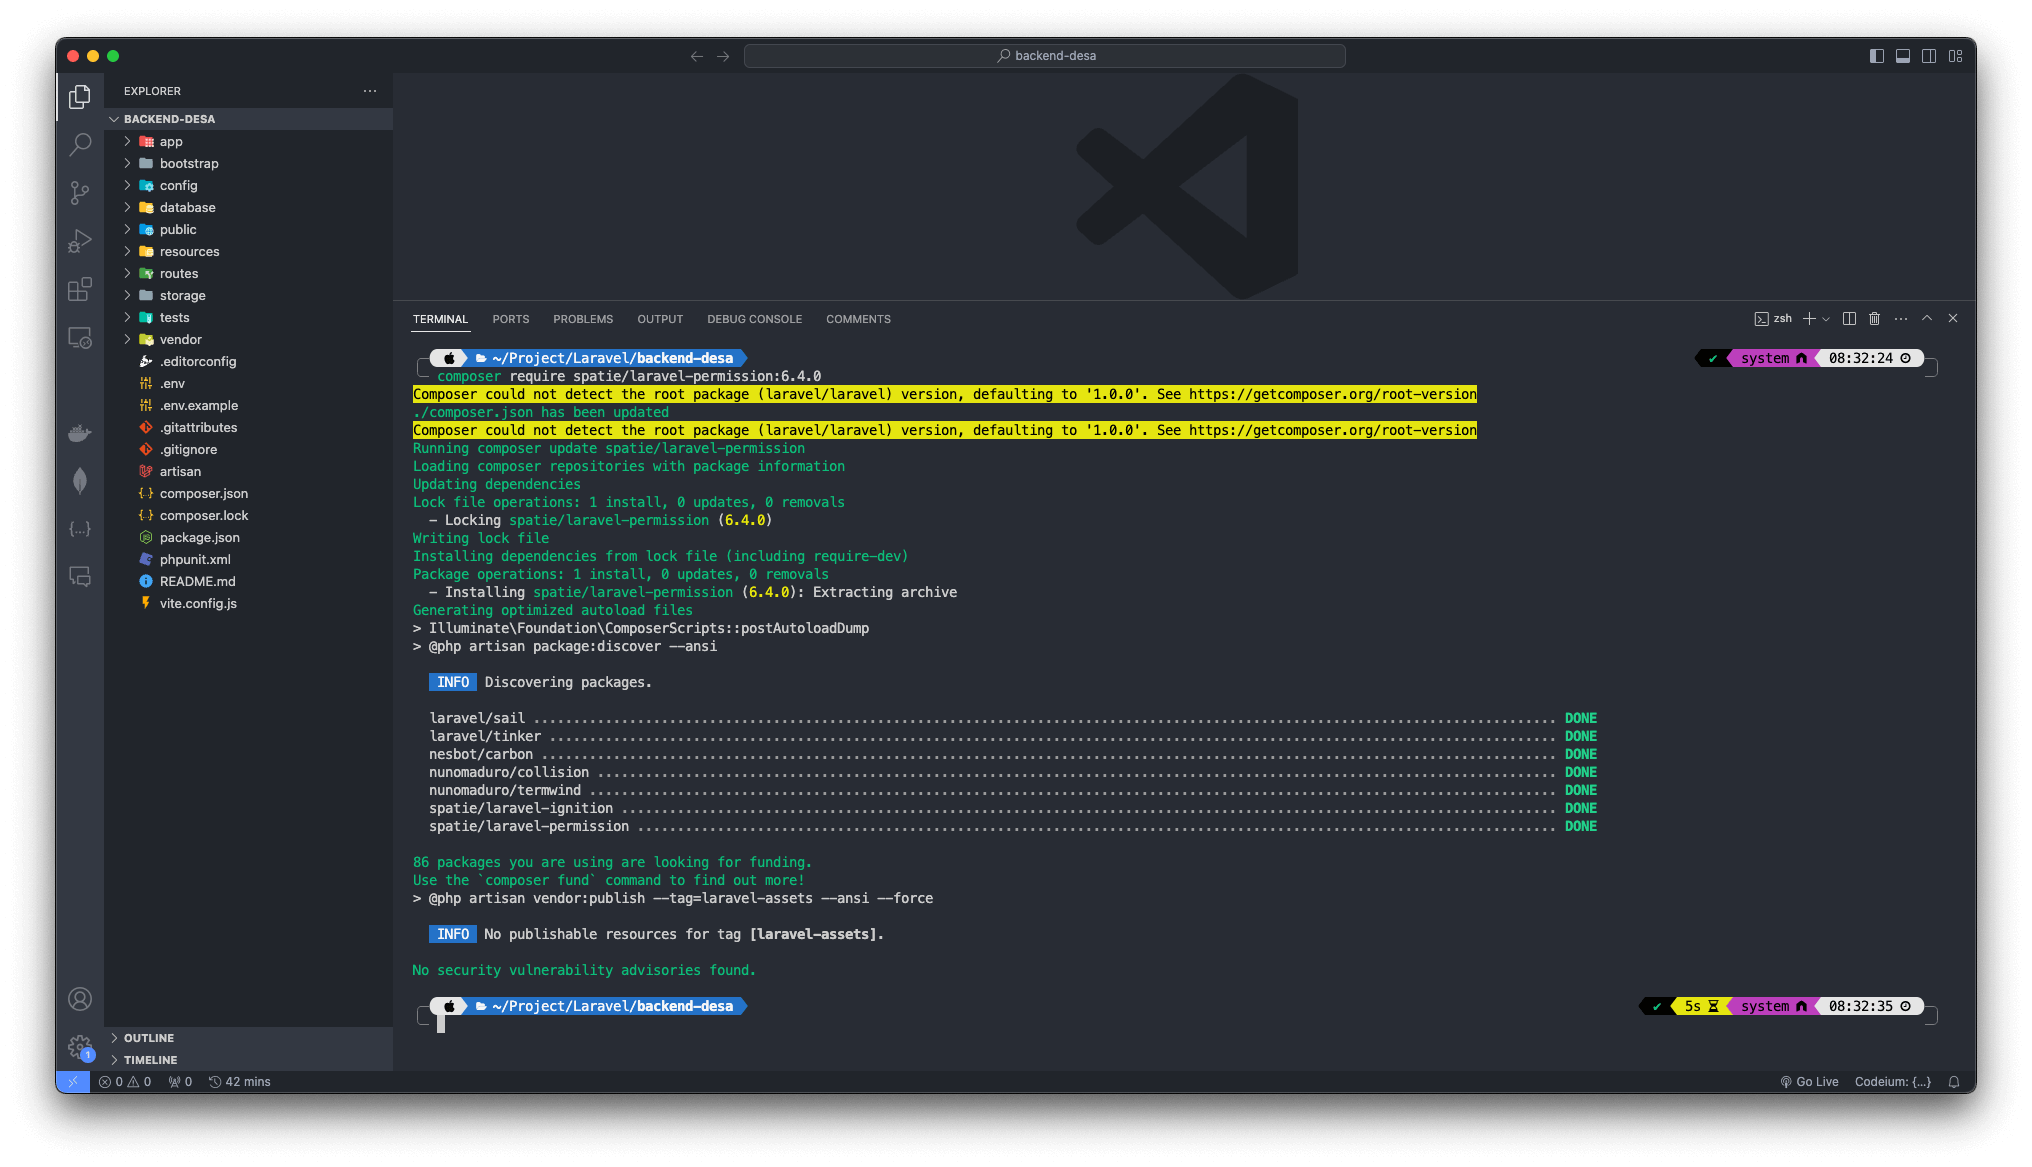 backend-desa
EXPLORER
BACKEND-DESA
app
bootstrap
config
database
public
resources
routes
storage
tests
vendor
.editorconfig
.env
.env.example
.gitattributes
.gitignore
artisan
composer.json
composer.lock
package.json
phpunit.xml
README.md
vite.config.js
OUTLINE
TIMELINE
TERMINAL PORTS PROBLEMS OUTPUT DEBUG CONSOLE COMMENTS
zsh
~/Project/Laravel/backend-desa system 08:32:24
composer require spatie/laravel-permission:6.4.0
Composer could not detect the root package (laravel/laravel) version, defaulting to '1.0.0'. See https://getcomposer.org/root-version
./composer.json has been updated
Composer could not detect the root package (laravel/laravel) version, defaulting to '1.0.0'. See https://getcomposer.org/root-version
Running composer update spatie/laravel-permission
Loading composer repositories with package information
Updating dependencies
Lock file operations: 1 install, 0 updates, 0 removals
- Locking spatie/laravel-permission (6.4.0)
Writing lock file
Installing dependencies from lock file (including require-dev)
Package operations: 1 install, 0 updates, 0 removals
- Installing spatie/laravel-permission (6.4.0): Extracting archive
Generating optimized autoload files
> Illuminate\Foundation\ComposerScripts::postAutoloadDump
> @php artisan package:discover --ansi
INFO Discovering packages.
laravel/sail ........ DONE
laravel/tinker ........ DONE
nesbot/carbon ........ DONE
nunomaduro/collision ........ DONE
nunomaduro/termwind ........ DONE
spatie/laravel-ignition ........ DONE
spatie/laravel-permission ........ DONE
86 packages you are using are looking for funding.
Use the `composer fund` command to find out more!
> @php artisan vendor:publish --tag=laravel-assets --ansi --force
INFO No publishable resources for tag [laravel-assets].
No security vulnerability advisories found.
~/Project/Laravel/backend-desa 5s system 08:32:35
1
0 0 0 42 mins Go Live Codeium: {...}